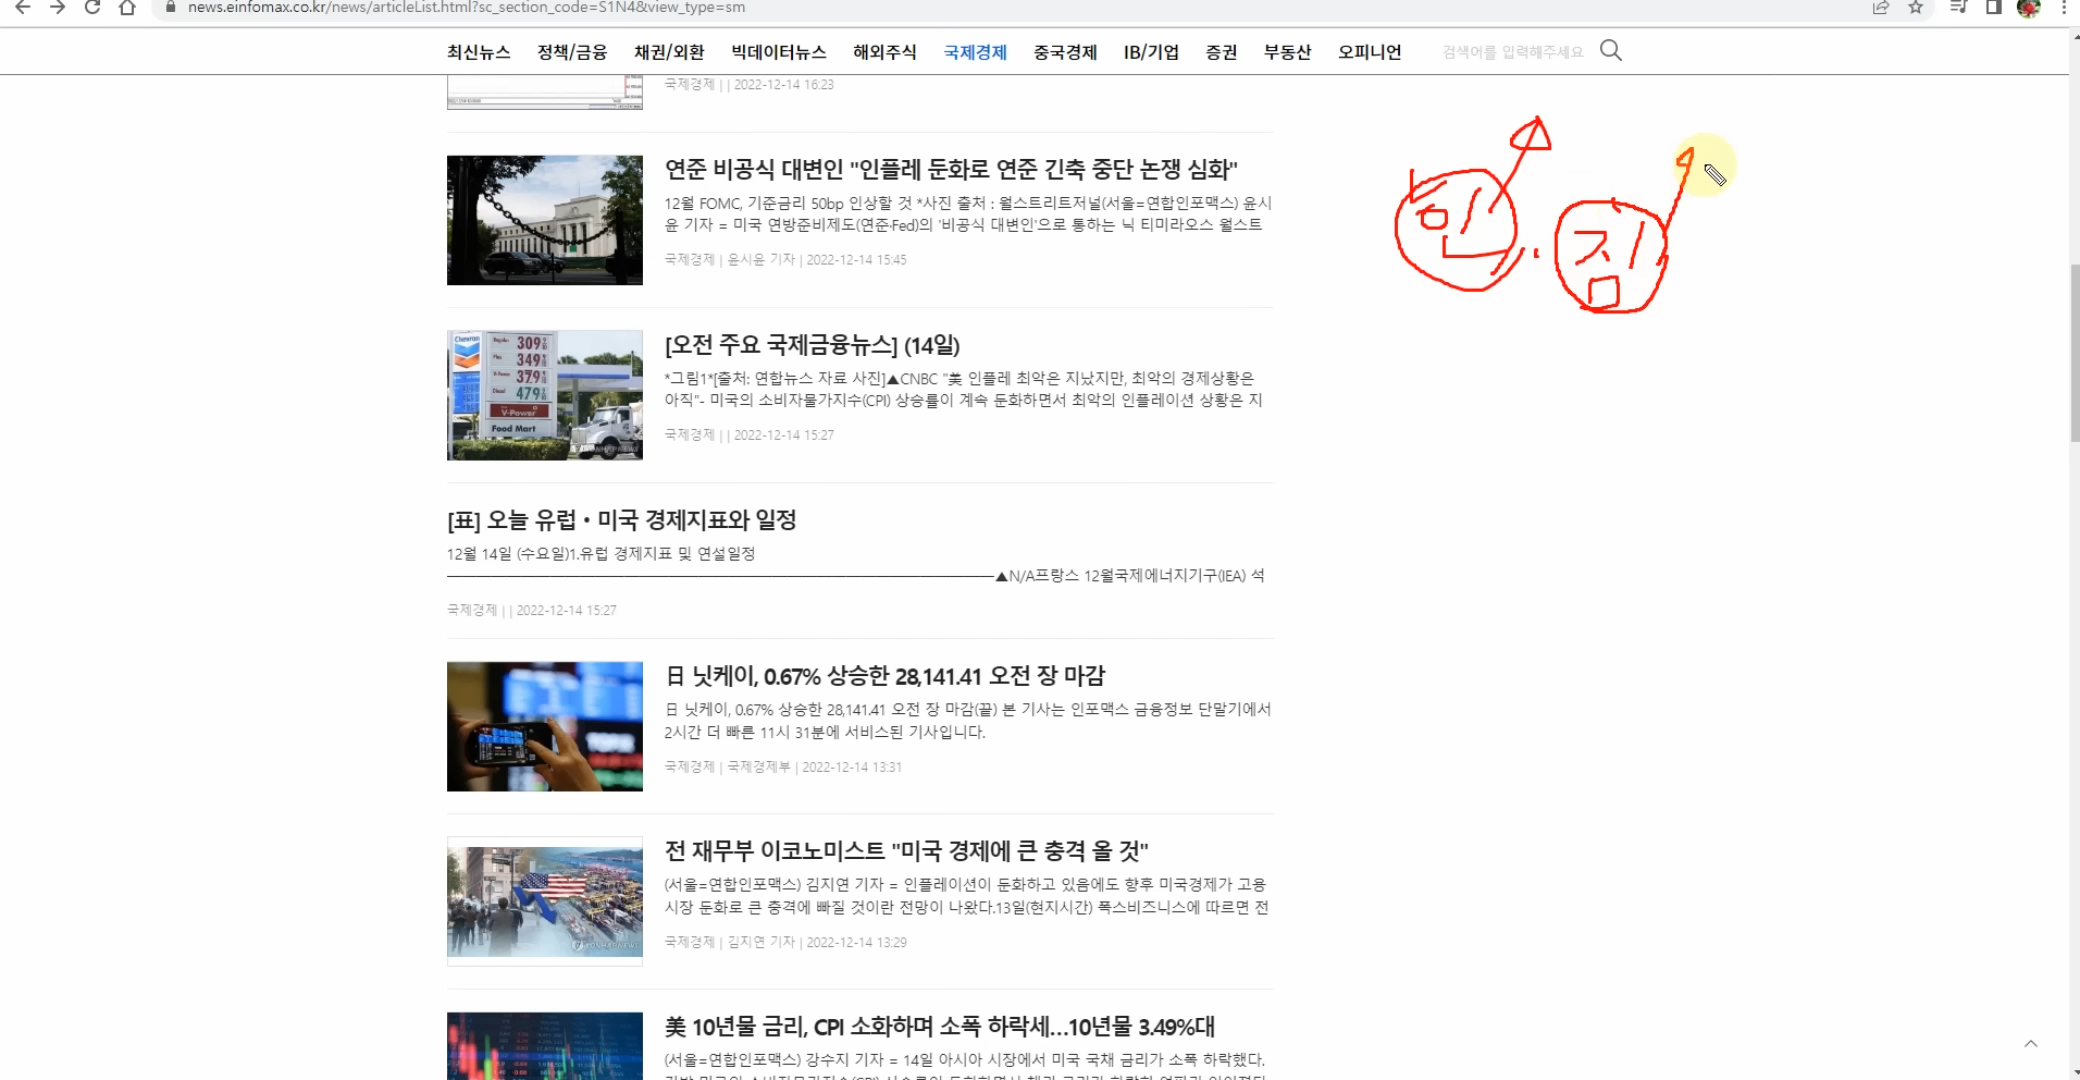 news.einfomax.co.kr/news/articleList.html?sc_section_code=S1N4&view_type=sm
최신뉴스 정책/금융 채권/외환 빅데이터뉴스 해외주식 국제경제 중국경제 IB/기업 증권 부동산 오피니언 검색어를 입력해주세요
국제경제 | | 2022-12-14 16:23
연준 비공식 대변인 "인플레 둔화로 연준 긴축 중단 논쟁 심화"
12월 FOMC, 기준금리 50bp 인상할 것 *사진 출처 : 월스트리트저널(서울=연합인포맥스) 윤시
윤 기자 = 미국 연방준비제도(연준·Fed)의 '비공식 대변인'으로 통하는 닉 티미라오스 월스트
국제경제 | 윤시윤 기자 | 2022-12-14 15:45
[오전 주요 국제금융뉴스] (14일)
*그림1*[출처: 연합뉴스 자료 사진]▲CNBC "美 인플레 최악은 지났지만, 최악의 경제상황은
아직"- 미국의 소비자물가지수(CPI) 상승률이 계속 둔화하면서 최악의 인플레이션 상황은 지
국제경제 | | 2022-12-14 15:27
Chevron
309
349
379
479
V-Power
Food Mart
[표] 오늘 유럽·미국 경제지표와 일정
12월 14일 (수요일)1.유럽 경제지표 및 연설일정
▲N/A프랑스 12월국제에너지기구(IEA) 석
국제경제 | | 2022-12-14 15:27
日 닛케이, 0.67% 상승한 28,141.41 오전 장 마감
日 닛케이, 0.67% 상승한 28,141.41 오전 장 마감(끝) 본 기사는 인포맥스 금융정보 단말기에서
2시간 더 빠른 11시 31분에 서비스된 기사입니다.
국제경제 | 국제경제부 | 2022-12-14 13:31
전 재무부 이코노미스트 "미국 경제에 큰 충격 올 것"
(서울=연합인포맥스) 김지연 기자 = 인플레이션이 둔화하고 있음에도 향후 미국경제가 고용
시장 둔화로 큰 충격에 빠질 것이란 전망이 나왔다.13일(현지시간) 폭스비즈니스에 따르면 전
국제경제 | 김지연 기자 | 2022-12-14 13:29
美 10년물 금리, CPI 소화하며 소폭 하락세…10년물 3.49%대
(서울=연합인포맥스) 강수지 기자 = 14일 아시아 시장에서 미국 국채 금리가 소폭 하락했다.
인 . 짐